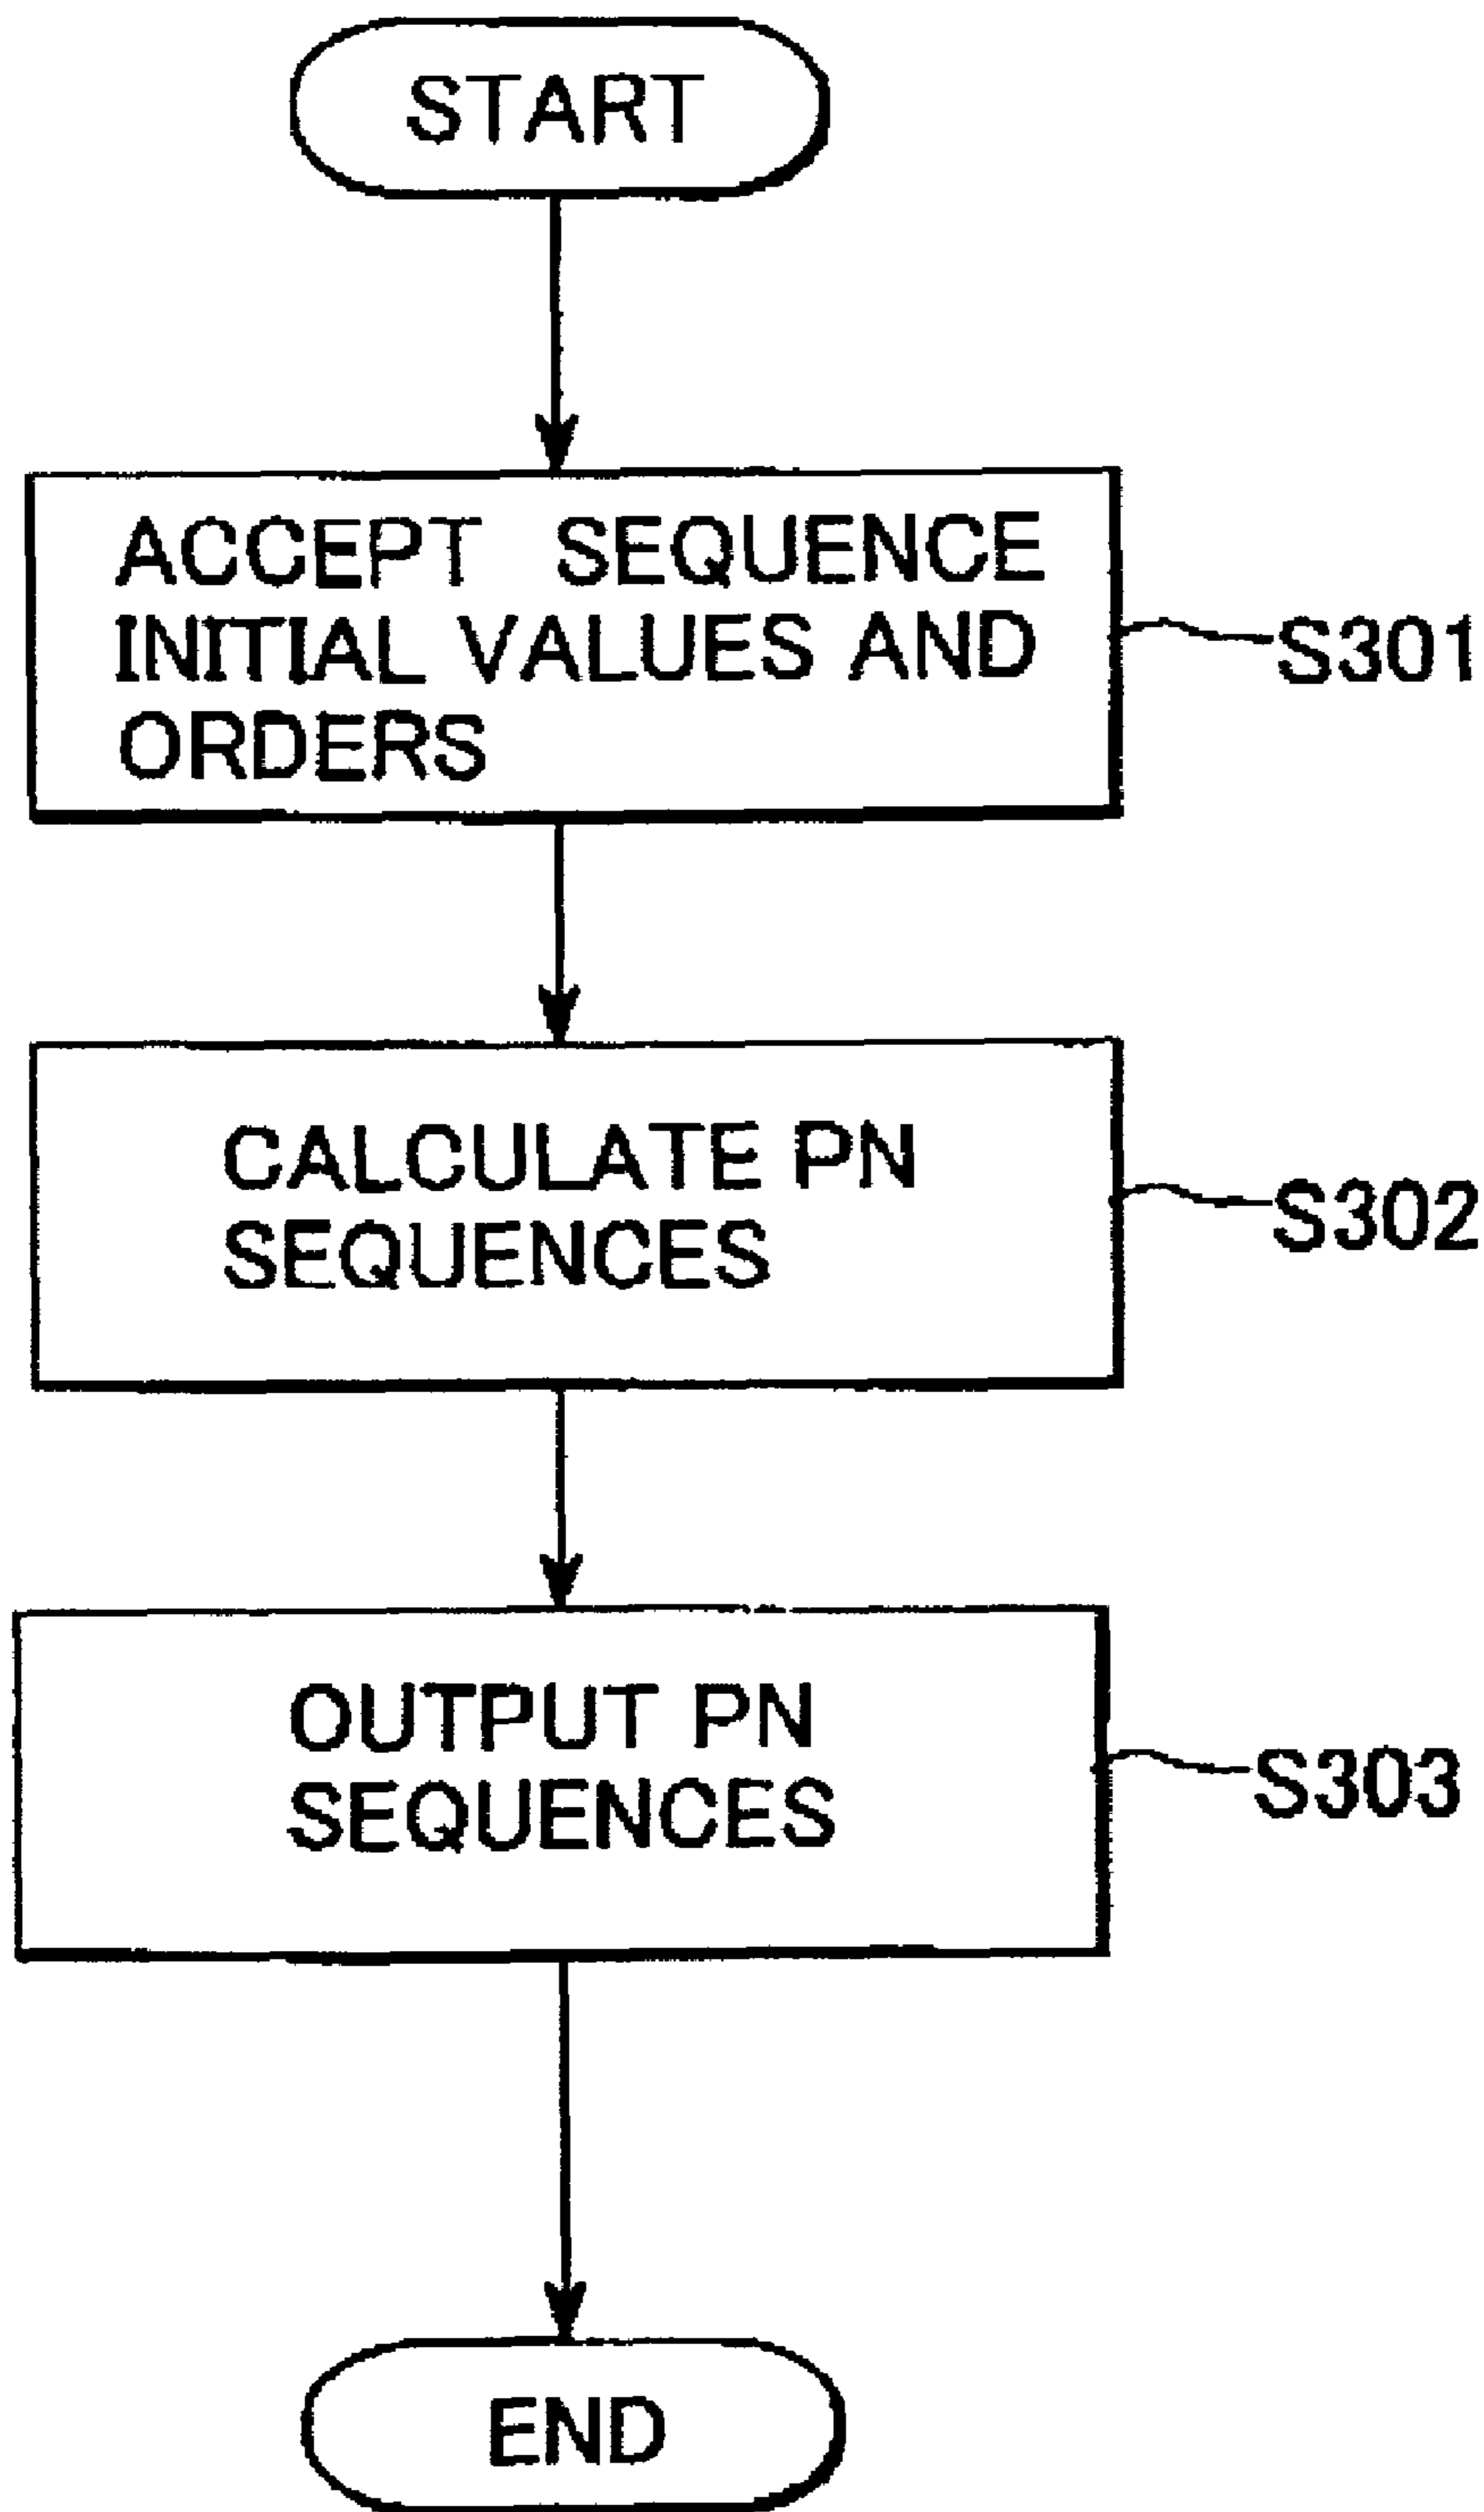 START
ACCEPT SEQUENCE
INITIAL VALUES AND
ORDERS
S301
CALCULATE PN
SEQUENCES
S302
OUTPUT PN
SEQUENCES
S303
END